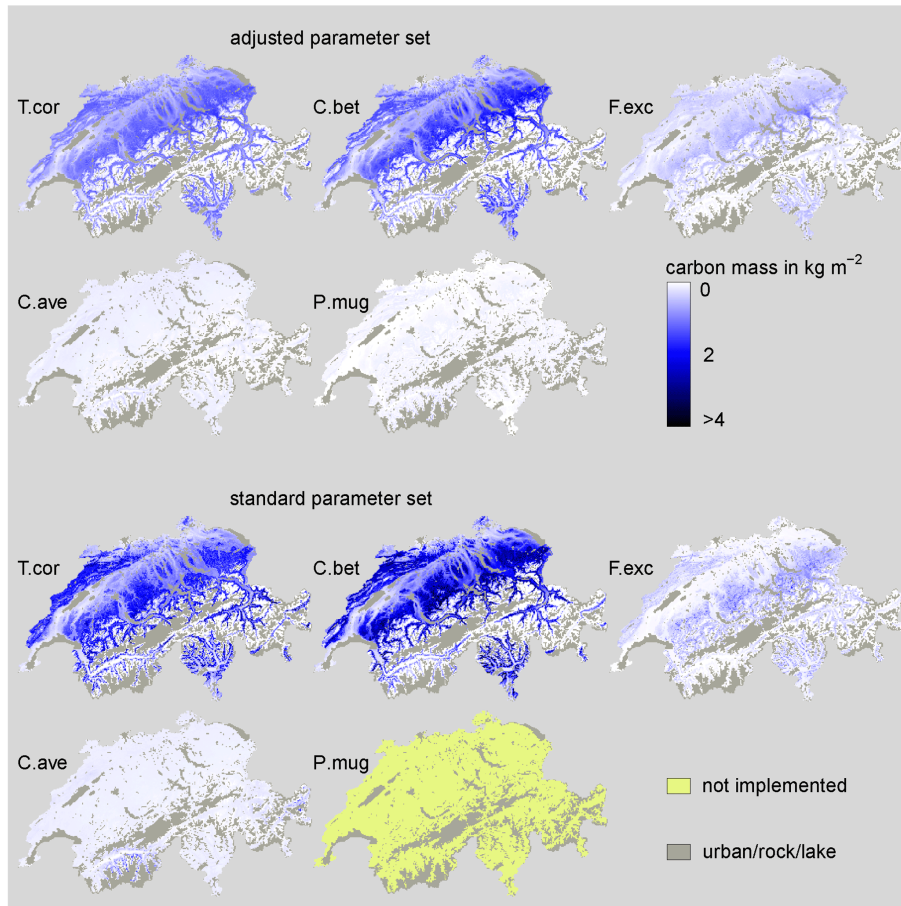 adjusted parameter set
T.cor
C.bet
F.exc
C.ave
P.mug
carbon mass in kg m⁻²
0
2
>4
standard parameter set
T.cor
C.bet
F.exc
C.ave
P.mug
not implemented
urban/rock/lake